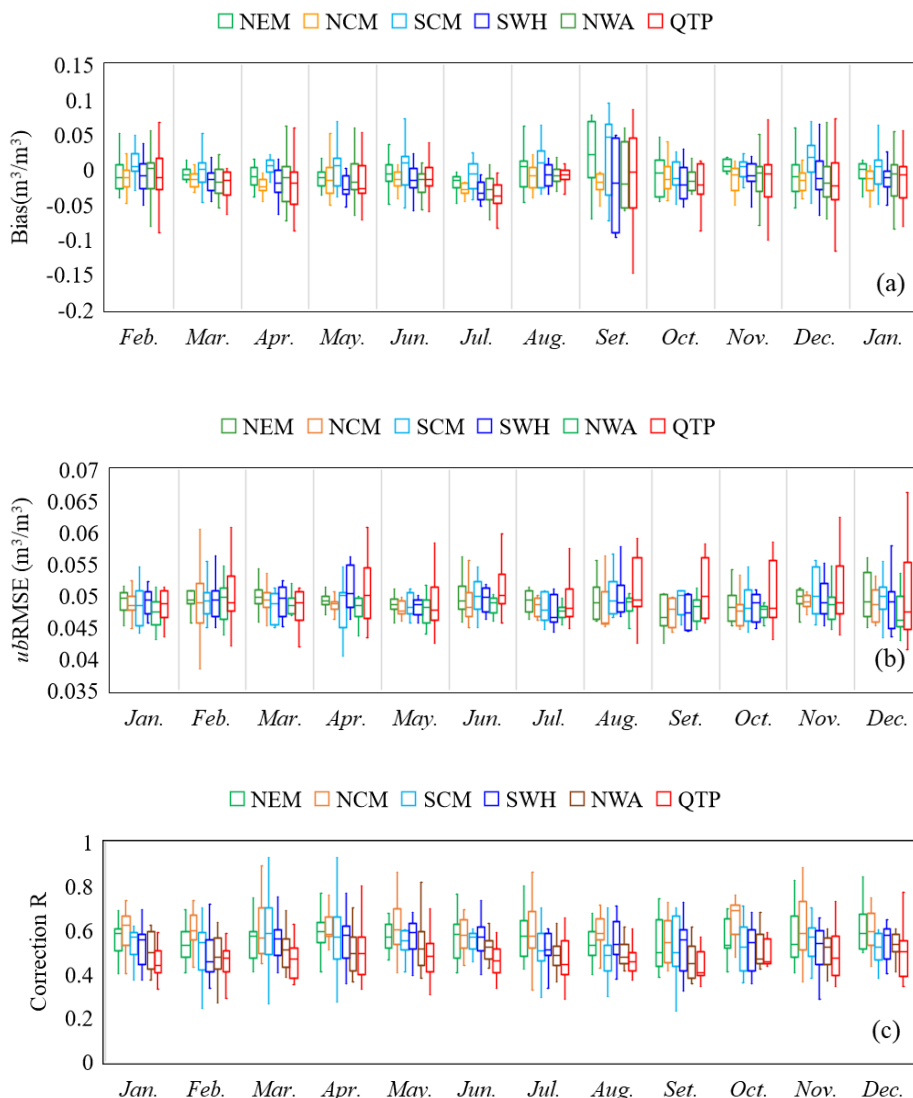 NEM NCM SCM SWH NWA QTP
0.15
0.1
0.05
0
-0.05
-0.1
-0.15
-0.2
Bias(m³/m³)
(a)
Feb. Mar. Apr. May. Jun. Jul. Aug. Set. Oct. Nov. Dec. Jan.
NEM NCM SCM SWH NWA QTP
0.07
0.065
0.06
0.055
0.05
0.045
0.04
0.035
ubRMSE (m³/m³)
(b)
Jan. Feb. Mar. Apr. May. Jun. Jul. Aug. Set. Oct. Nov. Dec.
NEM NCM SCM SWH NWA QTP
1
0.8
0.6
0.4
0.2
0
Correction R
(c)
Jan. Feb. Mar. Apr. May. Jun. Jul. Aug. Set. Oct. Nov. Dec.